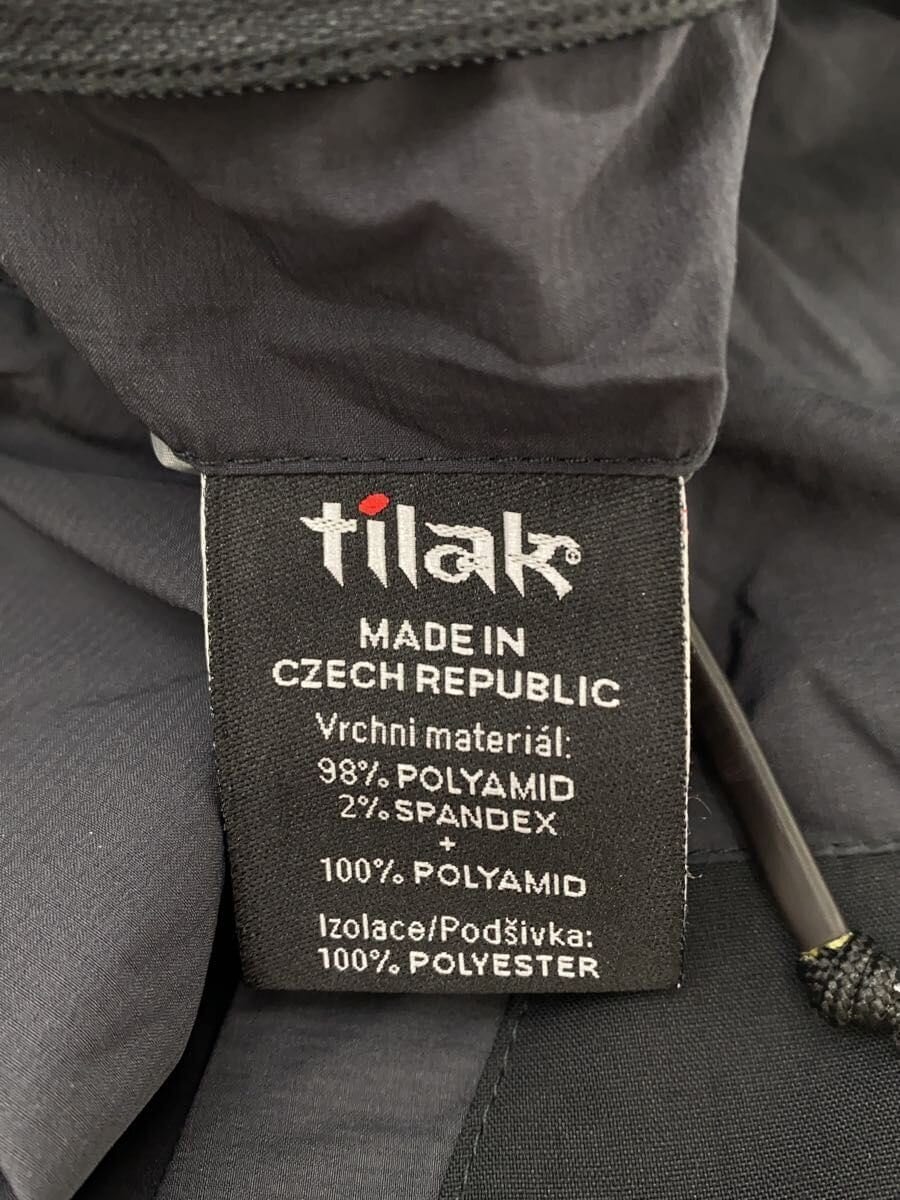 tilak®
MADE IN
CZECH REPUBLIC
Vrchni materiál:
98% POLYAMID
2% SPANDEX
+
100% POLYAMID
Izolace/Podšivka:
100% POLYESTER